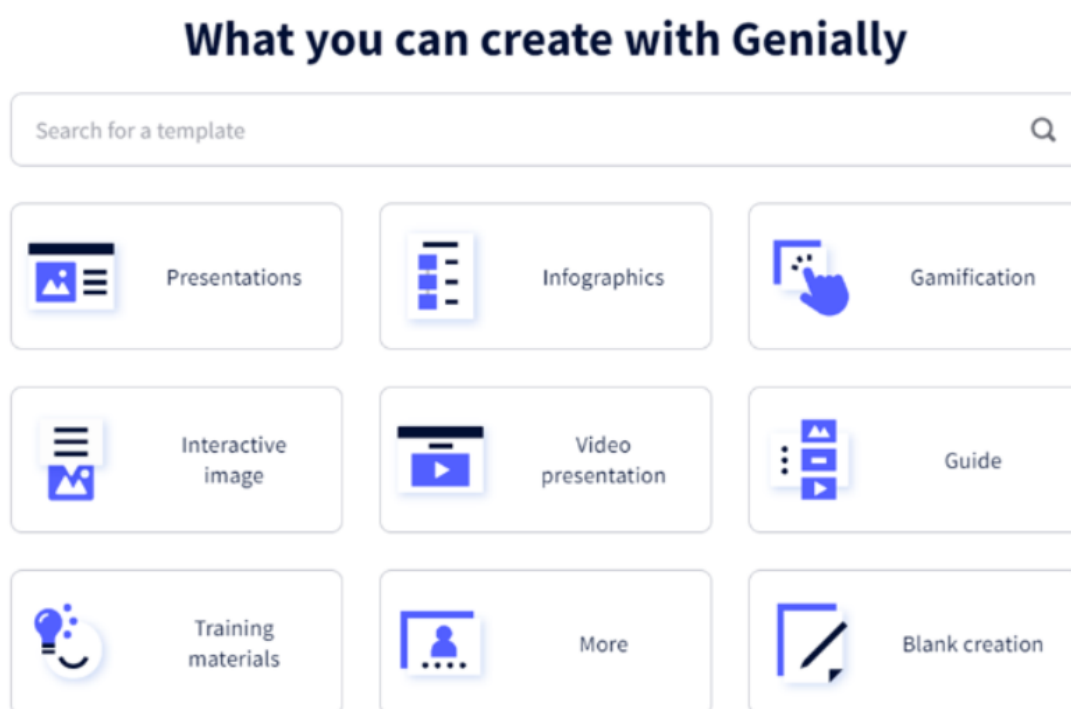 What you can create with Genially
Search for a template
Presentations
Infographics
Gamification
Interactive
image
Video
presentation
Guide
Training
materials
More
Blank creation